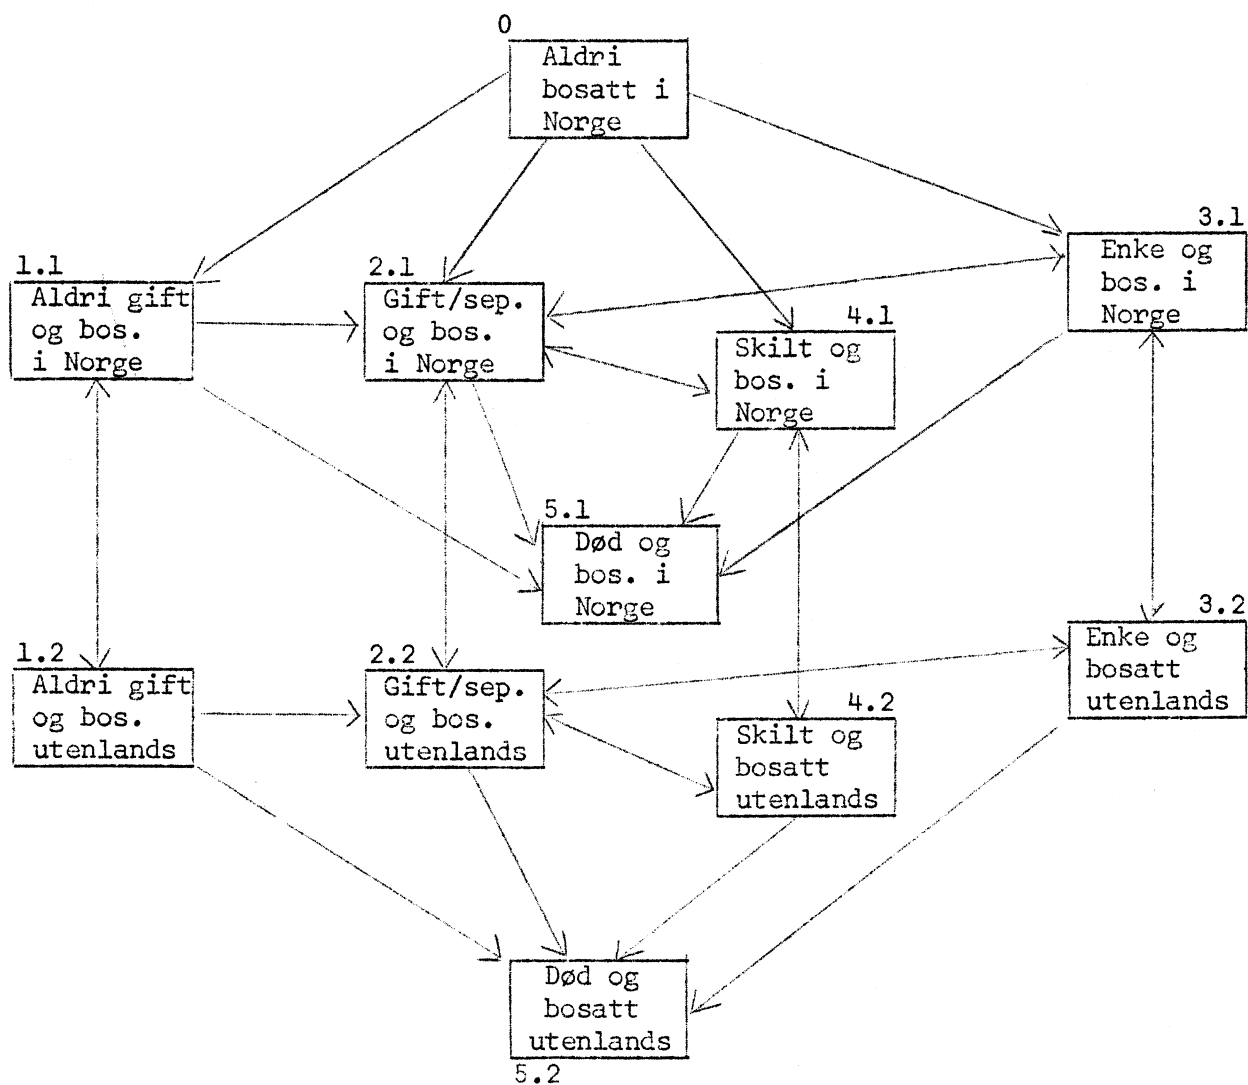 0
Aldri
bosatt i
Norge
3.1
Enke og
bos. i
Norge
1.1
Aldri gift
og bos.
i Norge
2.1
Gift/sep.
og bos.
i Norge
4.1
Skilt og
bos. i
Norge
5.1
Død og
bos. i
Norge
3.2
Enke og
bosatt
utenlands
1.2
Aldri gift
og bos.
utenlands
2.2
Gift/sep.
og bos.
utenlands
4.2
Skilt og
bosatt
utenlands
Død og
bosatt
utenlands
5.2